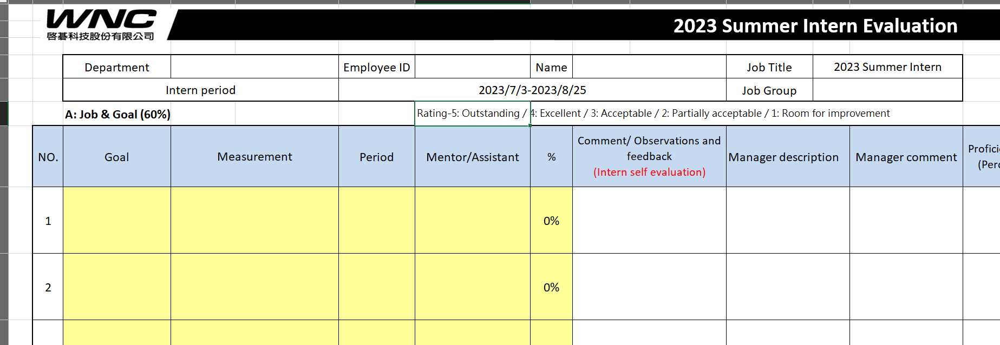 WNC
啓碁科技股份有限公司
2023 Summer Intern Evaluation
Department Employee ID Name Job Title 2023 Summer Intern
Intern period 2023/7/3-2023/8/25 Job Group
A: Job & Goal (60%) Rating-5: Outstanding / 4: Excellent / 3: Acceptable / 2: Partially acceptable / 1: Room for improvement
NO. Goal Measurement Period Mentor/Assistant %
Comment/ Observations and
feedback
(Intern self evaluation)
Manager description Manager comment
1 0%
2 0%